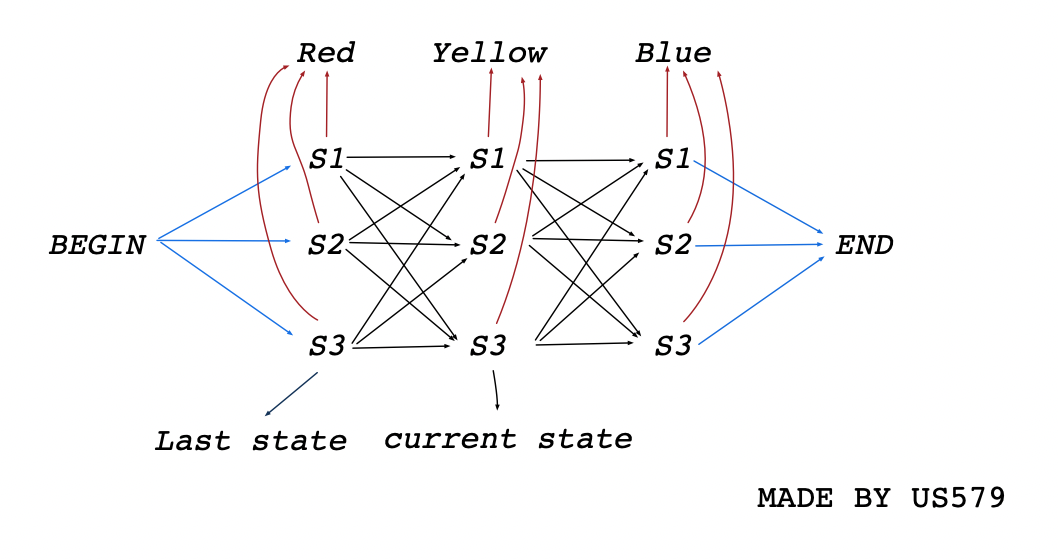 Red Yellow Blue
S1 S1 S1
BEGIN S2 S2 S2 END
S3 S3 S3
Last state current state
MADE BY US579